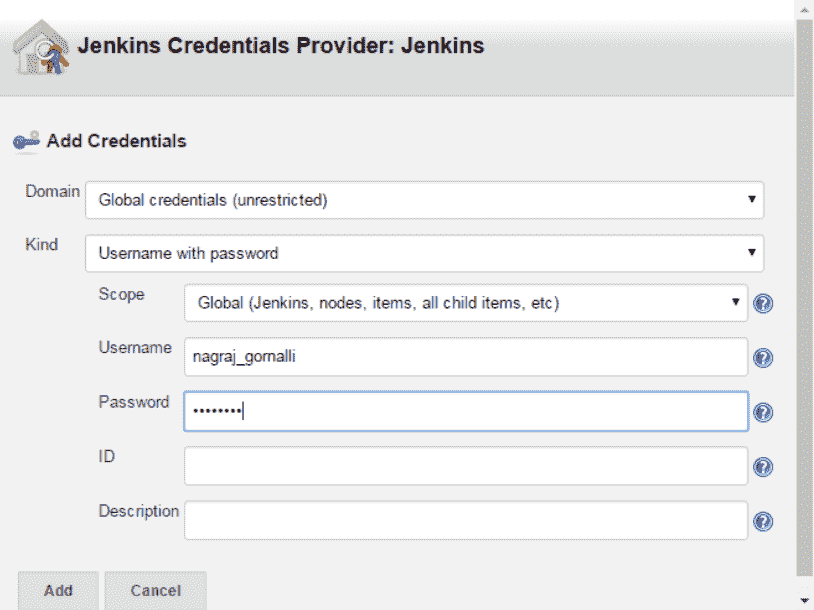 Jenkins Credentials Provider: Jenkins
Add Credentials
Domain Global credentials (unrestricted)
Kind Username with password
Scope Global (Jenkins, nodes, items, all child items, etc)
Username nagraj_gornalli
Password ••••••••
ID
Description
Add Cancel